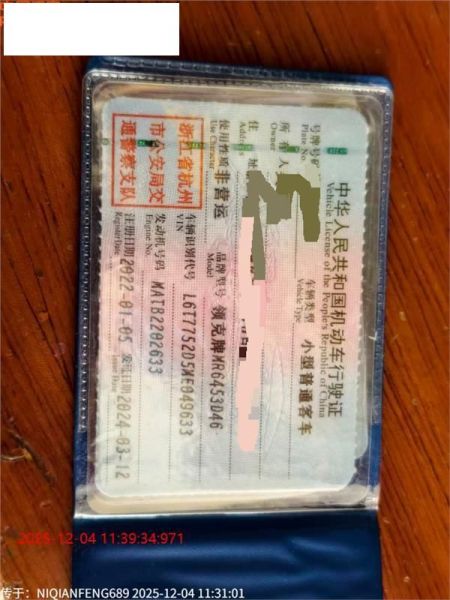 中华人民共和国机动车行驶证
Vehicle License of the People's Republic of China
号牌号码
Plate No.
车辆类型 小型普通客车
Vehicle Type
所有人
Owner
住址
Address
使用性质 非营运
Use Character
品牌型号 领克牌MR6453D46
Model
浙江省杭州
市公安局交
通警察支队
车辆识别代号 L6T7752D5ME049633
VIN
发动机号码 MATB2202633
Engine No.
注册日期 2022-01-05 发证日期 2024-03-12
Register Date Issue Date
2025-12-04 11:39:34:971
传于：NIQIANFENG689 2025-12-04 11:31:01